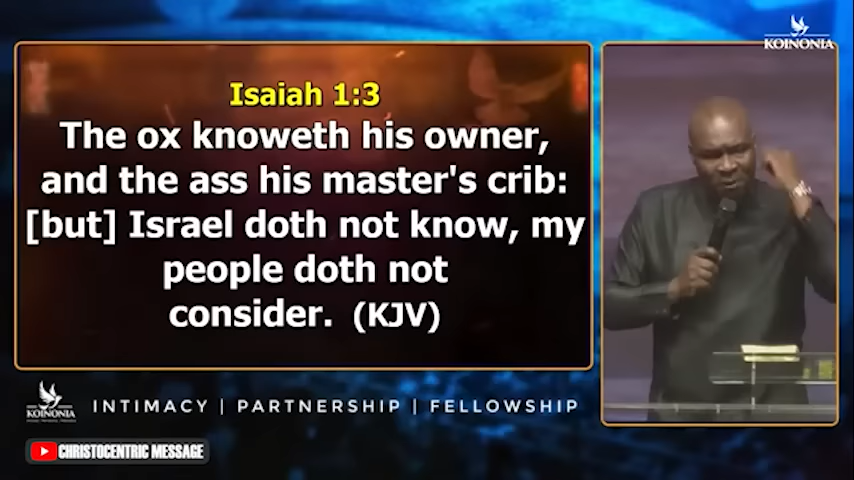 KOINONIA
Isaiah 1:3
The ox knoweth his owner,
and the ass his master's crib:
[but] Israel doth not know, my
people doth not
consider. (KJV)
KOINONIA
INTIMACY | PARTNERSHIP | FELLOWSHIP
CHRISTOCENTRIC MESSAGE